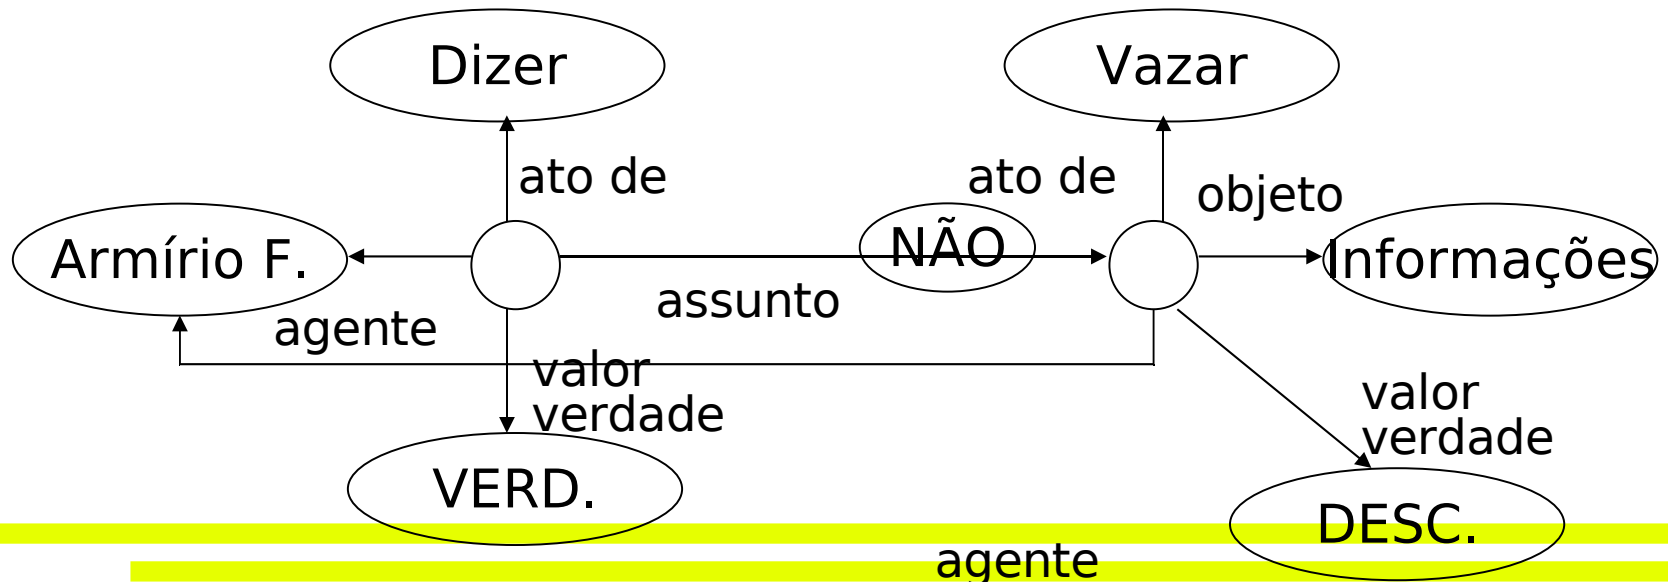 Dizer
Vazar
ato de
ato de
objeto
Armírio F.
NÃO
Informações
assunto
agente
valor
verdade
valor
verdade
VERD.
DESC.
agente